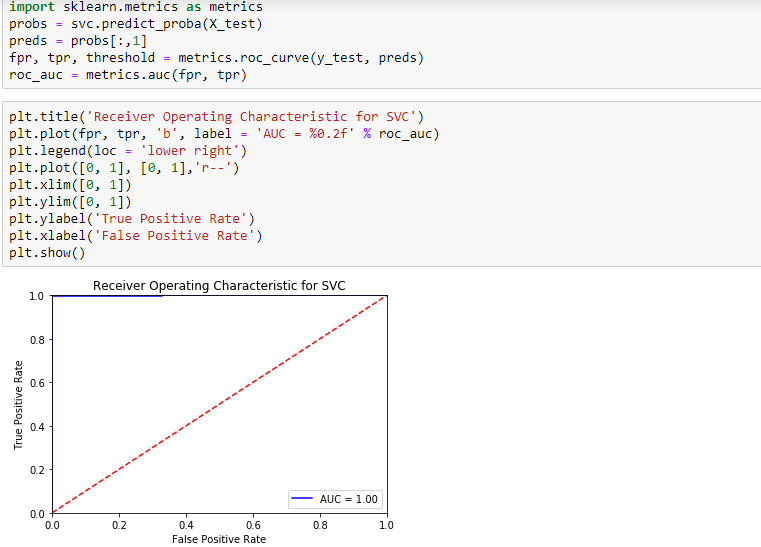 import sklearn.metrics as metrics
probs = svc.predict_proba(X_test)
preds = probs[:,1]
fpr, tpr, threshold = metrics.roc_curve(y_test, preds)
roc_auc = metrics.auc(fpr, tpr)
plt.title('Receiver Operating Characteristic for SVC')
plt.plot(fpr, tpr, 'b', label = 'AUC = %0.2f' % roc_auc)
plt.legend(loc = 'lower right')
plt.plot([0, 1], [0, 1],'r--')
plt.xlim([0, 1])
plt.ylim([0, 1])
plt.ylabel('True Positive Rate')
plt.xlabel('False Positive Rate')
plt.show()
Receiver Operating Characteristic for SVC
1.0
0.8
0.6
0.4
0.2
0.0
True Positive Rate
AUC = 1.00
0.0 0.2 0.4 0.6 0.8 1.0
False Positive Rate